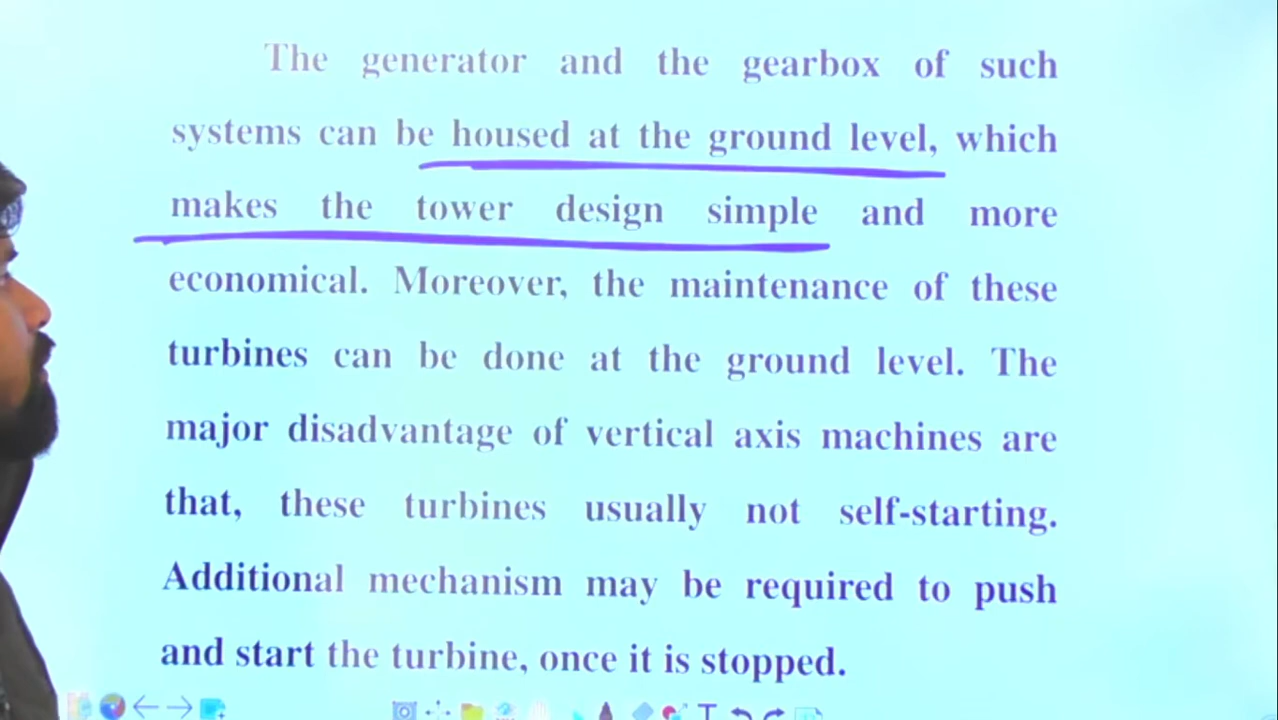 The generator and the gearbox of such
systems can be housed at the ground level, which
makes the tower design simple and more
economical. Moreover, the maintenance of these
turbines can be done at the ground level. The
major disadvantage of vertical axis machines are
that, these turbines usually not self-starting.
Additional mechanism may be required to push
and start the turbine, once it is stopped.